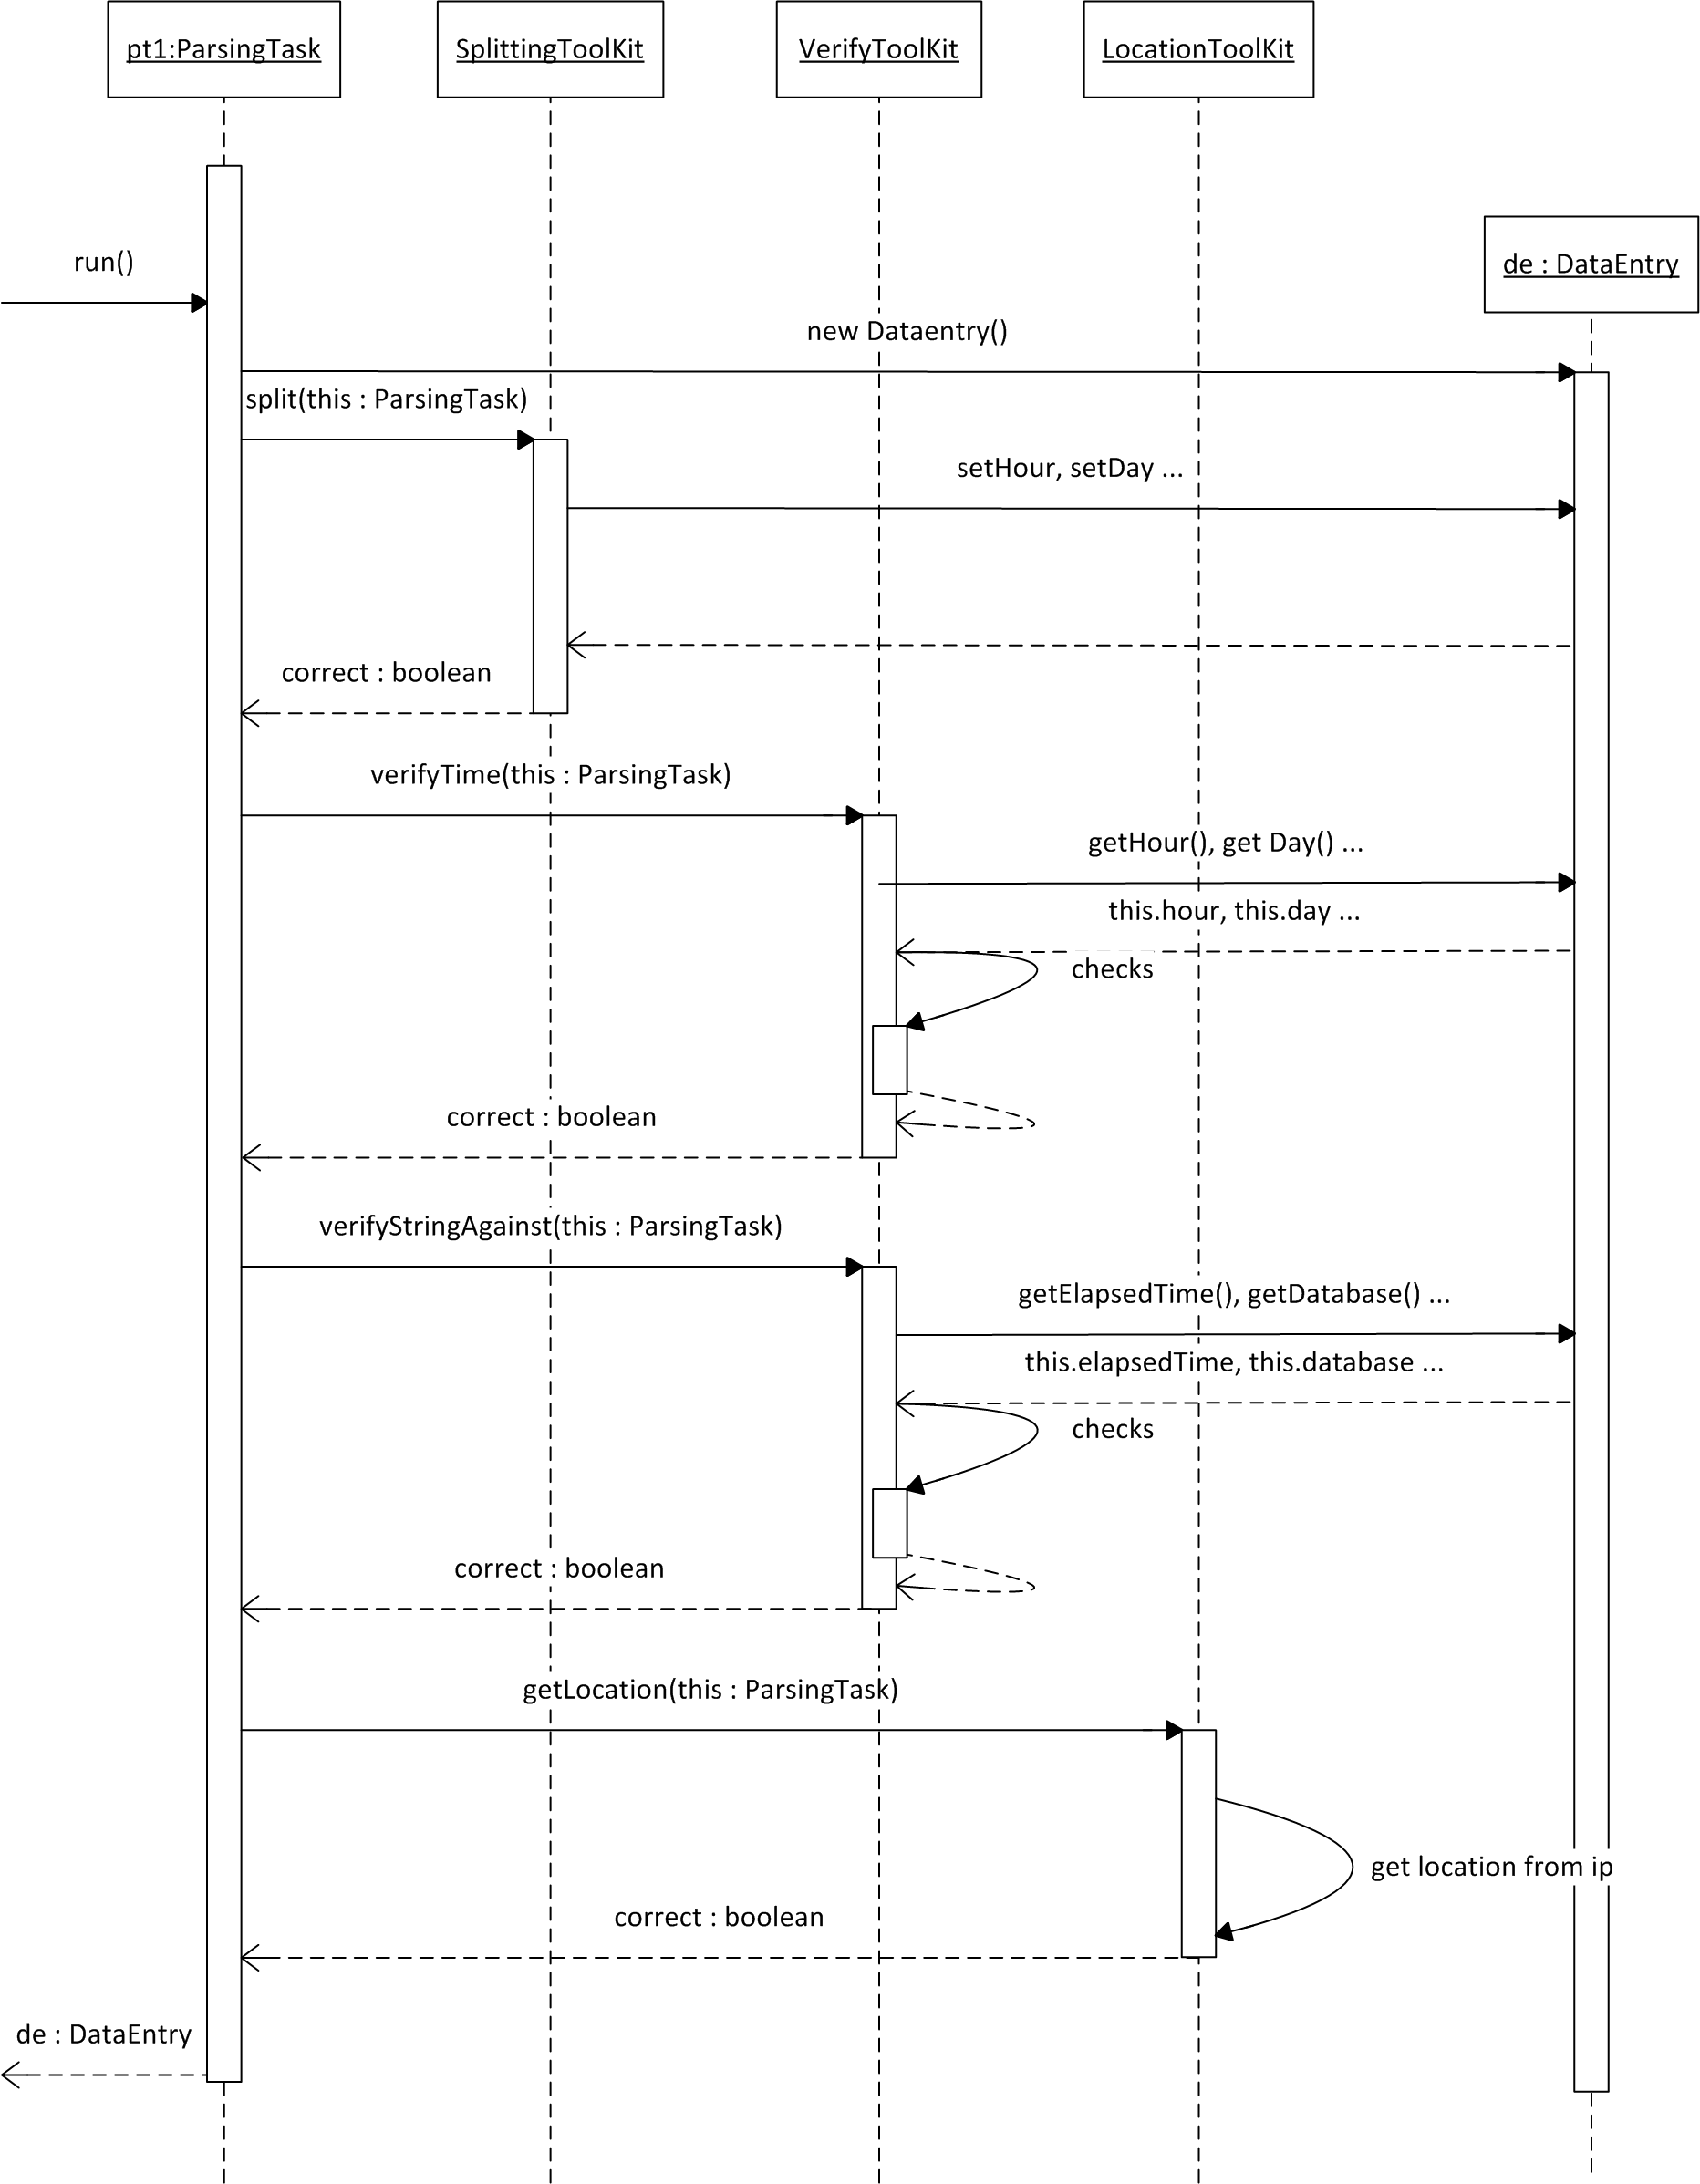 pt1:ParsingTask
SplittingToolKit
VerifyToolKit
LocationToolKit
de : DataEntry
run()
new Dataentry()
split(this : ParsingTask)
setHour, setDay ...
correct : boolean
verifyTime(this : ParsingTask)
getHour(), get Day() ...
this.hour, this.day ...
checks
correct : boolean
verifyStringAgainst(this : ParsingTask)
getElapsedTime(), getDatabase() ...
this.elapsedTime, this.database ...
checks
correct : boolean
getLocation(this : ParsingTask)
get location from ip
correct : boolean
de : DataEntry